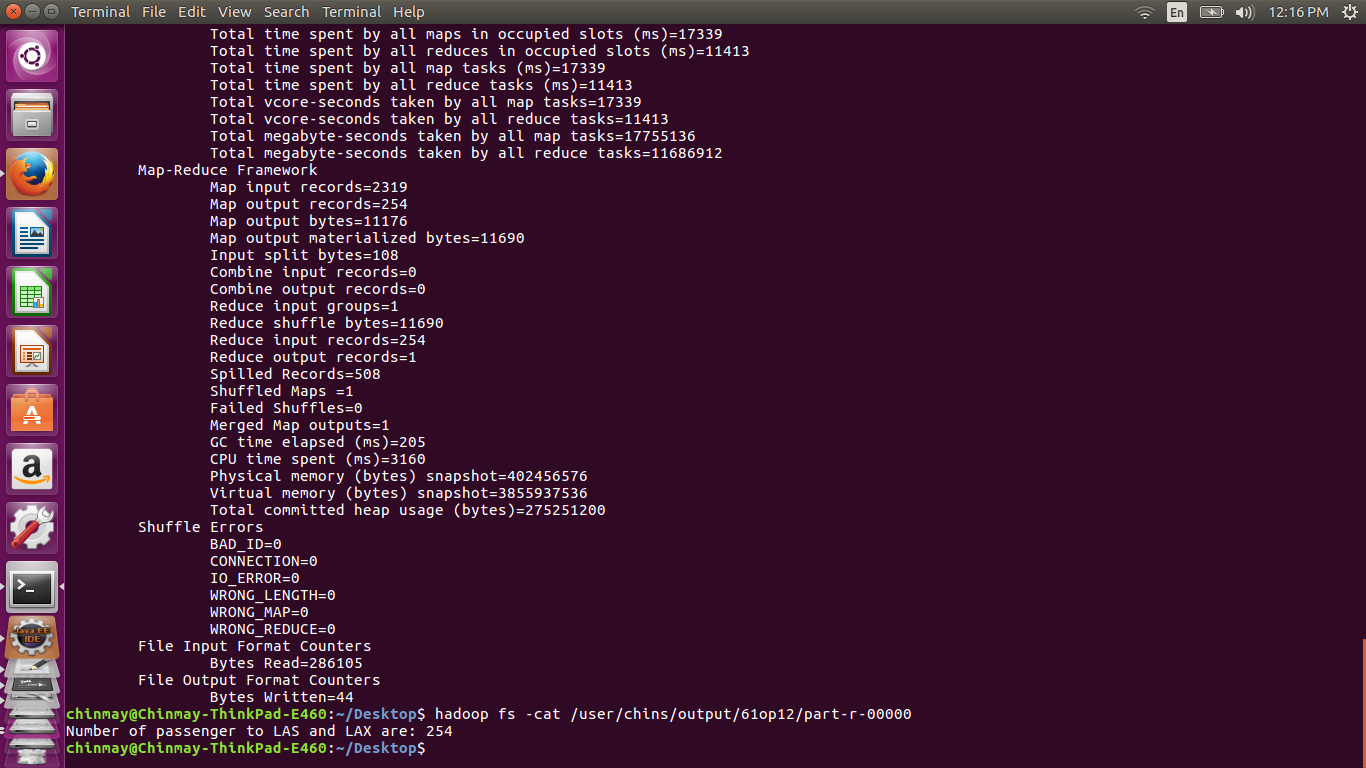 Terminal File Edit View Search Terminal Help En 12:16 PM
Total time spent by all maps in occupied slots (ms)=17339
Total time spent by all reduces in occupied slots (ms)=11413
Total time spent by all map tasks (ms)=17339
Total time spent by all reduce tasks (ms)=11413
Total vcore-seconds taken by all map tasks=17339
Total vcore-seconds taken by all reduce tasks=11413
Total megabyte-seconds taken by all map tasks=17755136
Total megabyte-seconds taken by all reduce tasks=11686912
Map-Reduce Framework
Map input records=2319
Map output records=254
Map output bytes=11176
Map output materialized bytes=11690
Input split bytes=108
Combine input records=0
Combine output records=0
Reduce input groups=1
Reduce shuffle bytes=11690
Reduce input records=254
Reduce output records=1
Spilled Records=508
Shuffled Maps =1
Failed Shuffles=0
Merged Map outputs=1
GC time elapsed (ms)=205
CPU time spent (ms)=3160
Physical memory (bytes) snapshot=402456576
Virtual memory (bytes) snapshot=3855937536
Total committed heap usage (bytes)=275251200
Shuffle Errors
BAD_ID=0
CONNECTION=0
IO_ERROR=0
WRONG_LENGTH=0
WRONG_MAP=0
WRONG_REDUCE=0
File Input Format Counters
Bytes Read=286105
File Output Format Counters
Bytes Written=44
chinmay@Chinmay-ThinkPad-E460:~/Desktop$ hadoop fs -cat /user/chins/output/61op12/part-r-00000
Number of passenger to LAS and LAX are: 254
chinmay@Chinmay-ThinkPad-E460:~/Desktop$
A
a
>_
Java EE
IDE